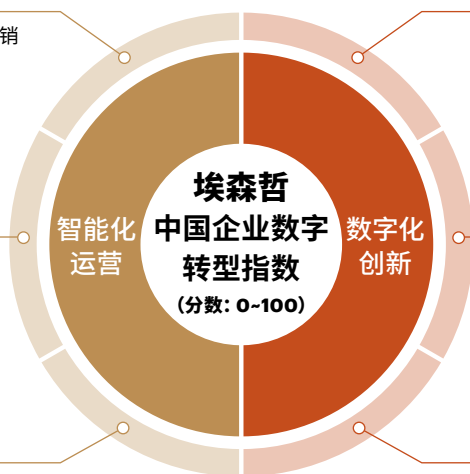 销
埃森哲
中国企业数字
转型指数
（分数：0~100）
智能化
运营
数字化
创新